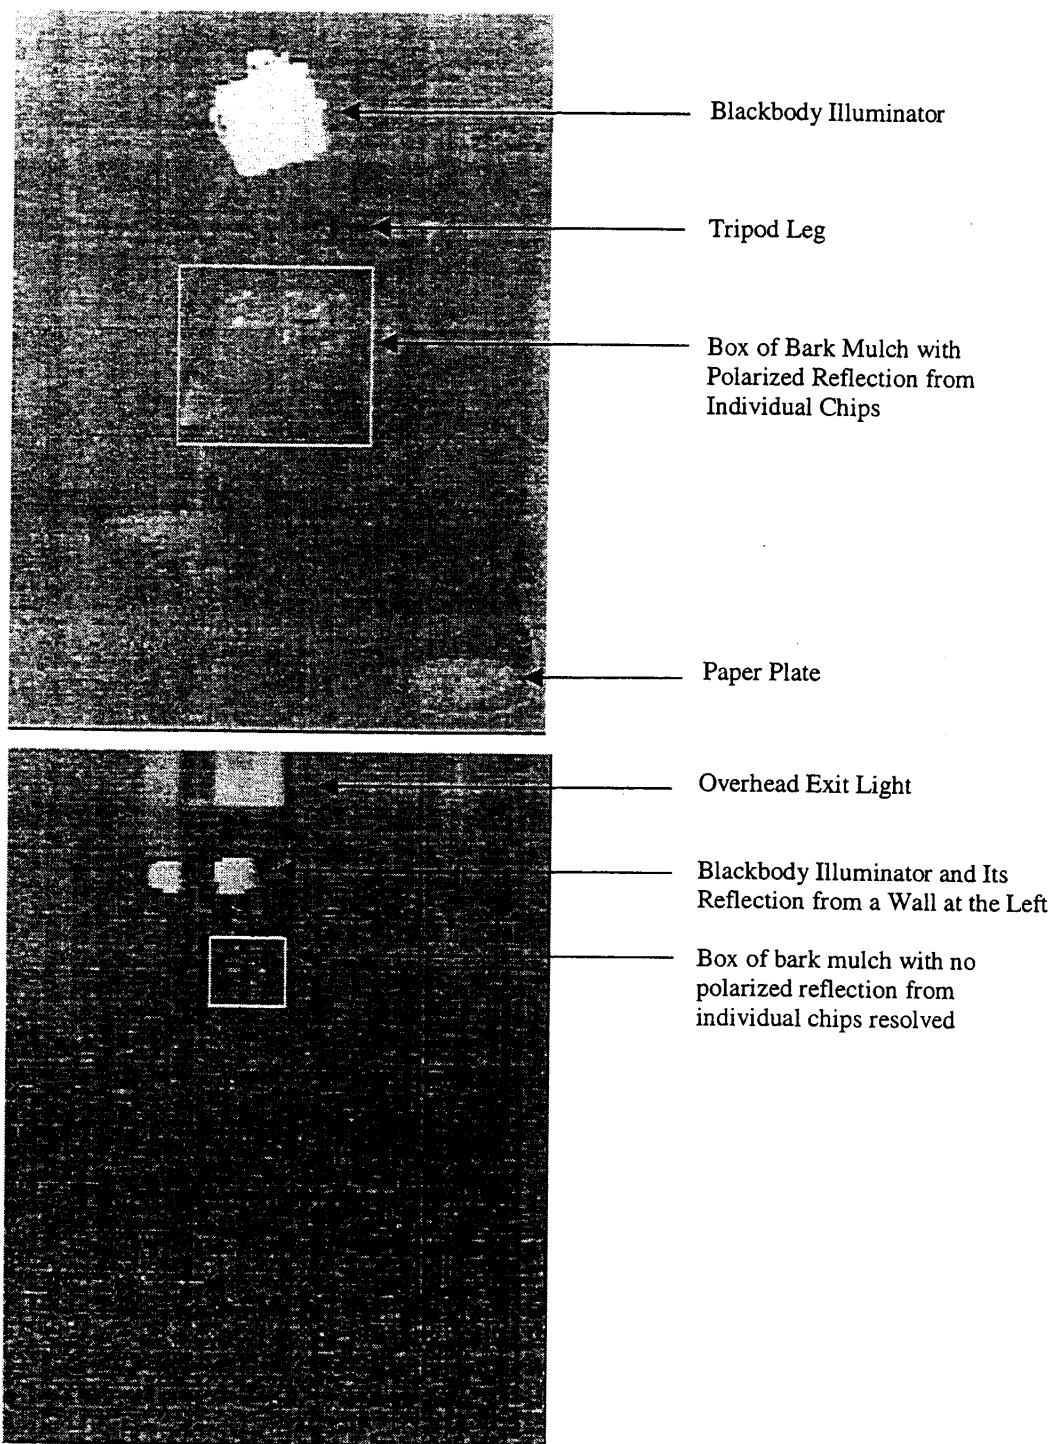 Blackbody Illuminator
Tripod Leg
Box of Bark Mulch with
Polarized Reflection from
Individual Chips
Paper Plate
Overhead Exit Light
Blackbody Illuminator and Its
Reflection from a Wall at the Left
Box of bark mulch with no
polarized reflection from
individual chips resolved